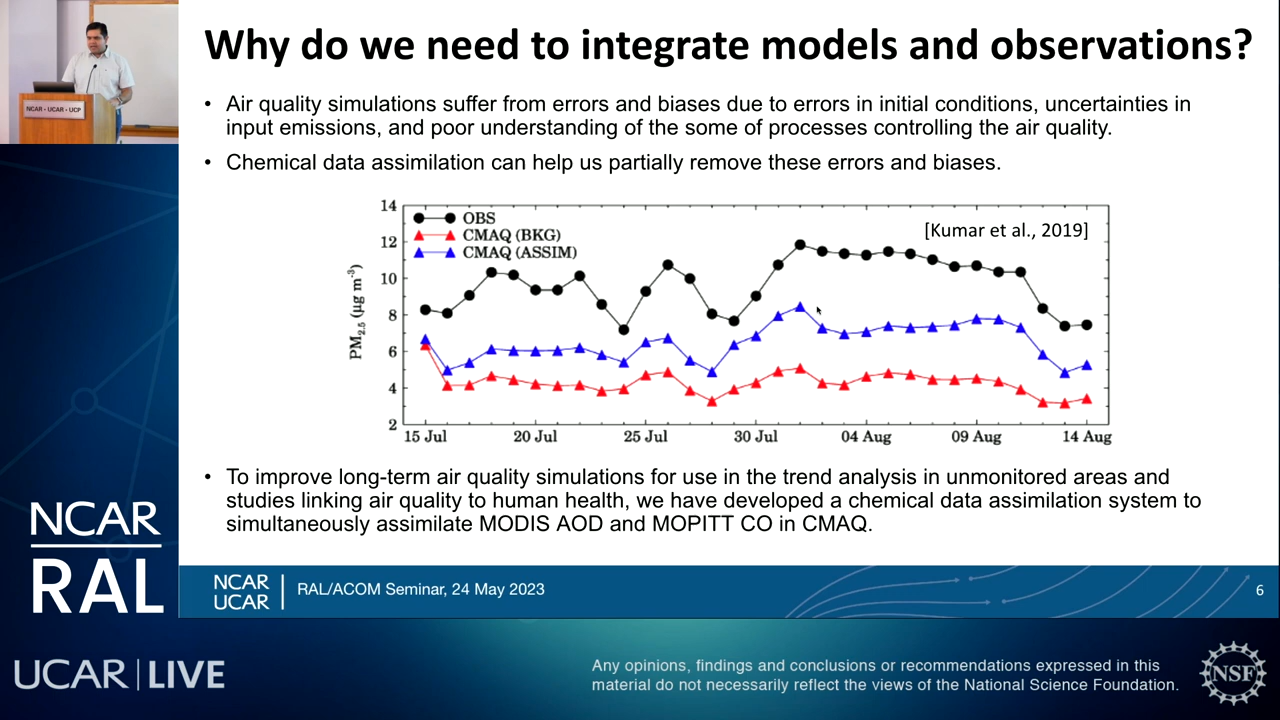 Why do we need to integrate models and observations?
NCAR • UCAR • UCP
• Air quality simulations suffer from errors and biases due to errors in initial conditions, uncertainties in
input emissions, and poor understanding of the some of processes controlling the air quality.
• Chemical data assimilation can help us partially remove these errors and biases.
OBS
CMAQ (BKG)
CMAQ (ASSIM)
[Kumar et al., 2019]
PM2.5 (μg m-3)
14
12
10
8
6
4
2
15 Jul 20 Jul 25 Jul 30 Jul 04 Aug 09 Aug 14 Aug
• To improve long-term air quality simulations for use in the trend analysis in unmonitored areas and
studies linking air quality to human health, we have developed a chemical data assimilation system to
simultaneously assimilate MODIS AOD and MOPITT CO in CMAQ.
NCAR
RAL
NCAR
UCAR
RAL/ACOM Seminar, 24 May 2023
6
UCAR | LIVE
Any opinions, findings and conclusions or recommendations expressed in this
material do not necessarily reflect the views of the National Science Foundation.
NSF